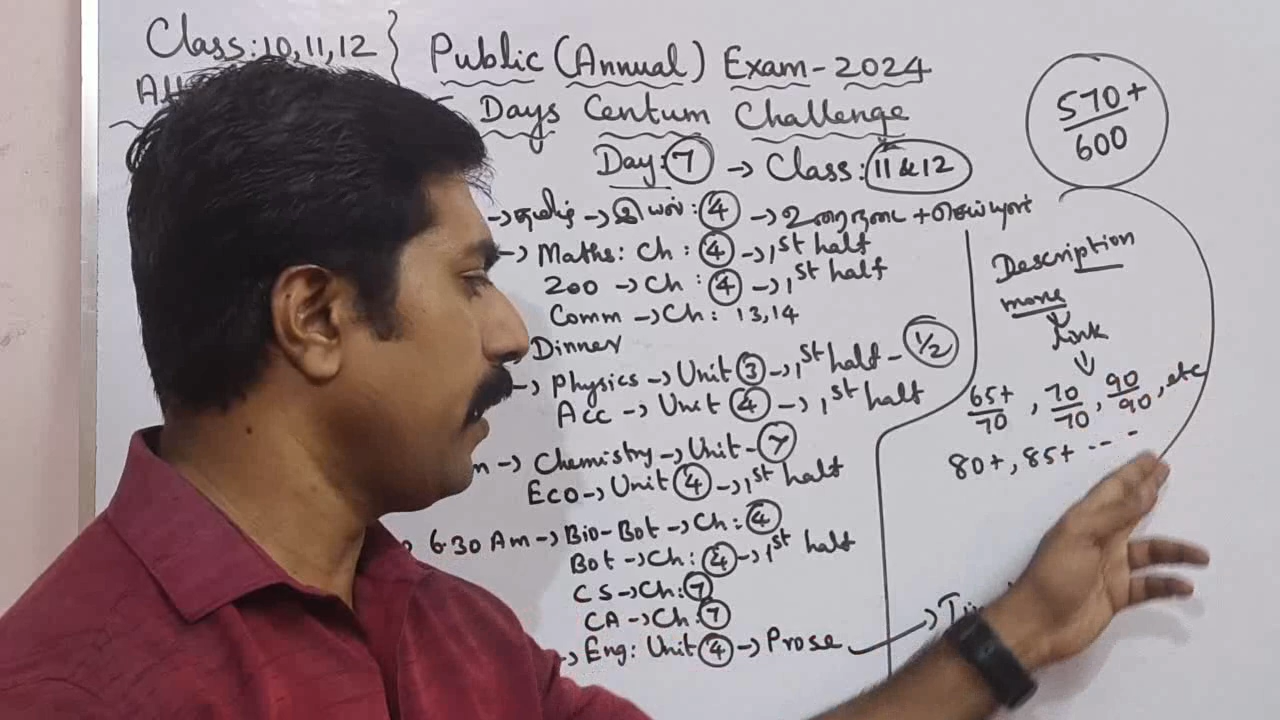 Class: 10, 11, 12 } Public (Annual) Exam-2024
Days Centum Challenge
Day: 7 → Class: 11 & 12
→ தமிழ் → இயல்: 4 → உரைநடை + செய்யுள்
→ Maths: Ch: 4 → 1st half
Zoo → Ch: 4 → 1st half
Comm → Ch: 13, 14
Dinner
→ Physics → Unit 3 → 1st half - 1/2
Acc → Unit 4 → 1st half
→ Chemistry → Unit - 7
Eco → Unit 4 → 1st half
6.30 Am → Bio-Bot → Ch: 4
Bot → Ch: 4 → 1st half
CS → Ch: 7
CA → Ch: 7
→ Eng: Unit 4 → Prose →
570+/600
Description
more
Link
65+/70, 70/70, 90/90, etc
80+, 85+ ---